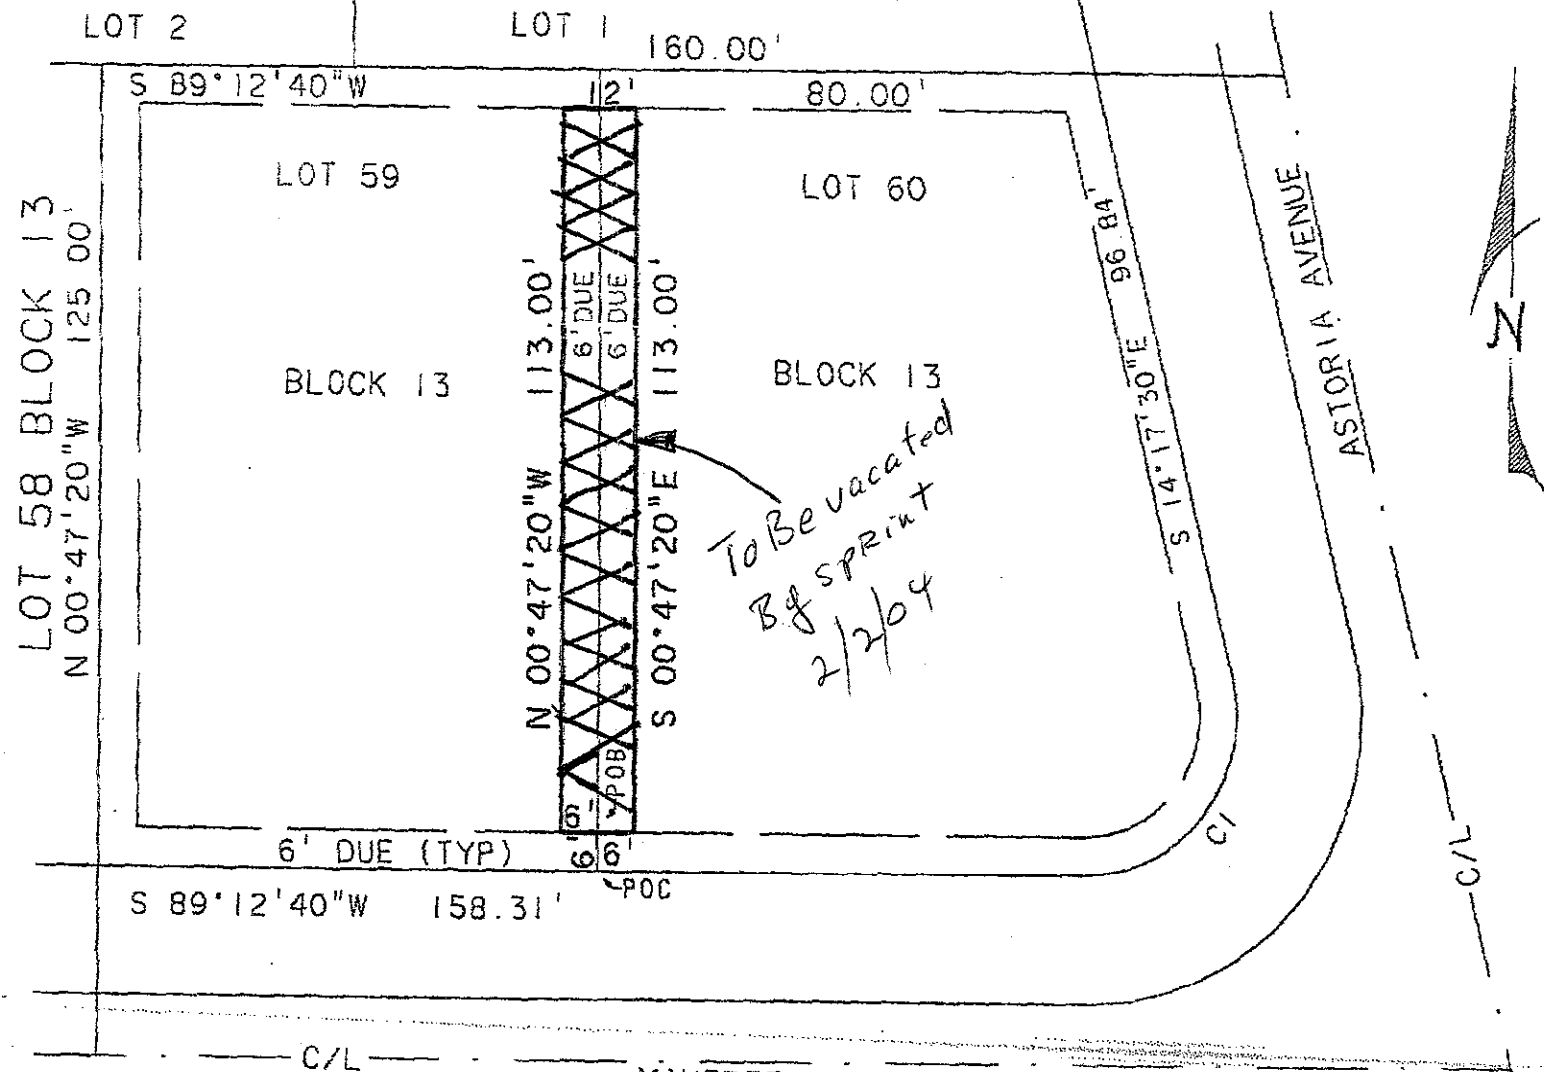 LOT 2
LOT 1
160.00'
S 89°12'40"W
12'
80.00'
LOT 59
LOT 60
LOT 58 BLOCK 13
N 00°47'20"W 125 00'
N 00°47'20"W 113.00'
6' DUE
6' DUE
S 00°47'20"E 113.00'
BLOCK 13
BLOCK 13
S 14°17'30"E 96 84'
ASTORIA AVENUE
N
To Be vacated
By sprint
2/2/04
POB
6'
6' DUE (TYP)
6'
6'
POC
C1
S 89°12'40"W 158.31'
C/L
C/L